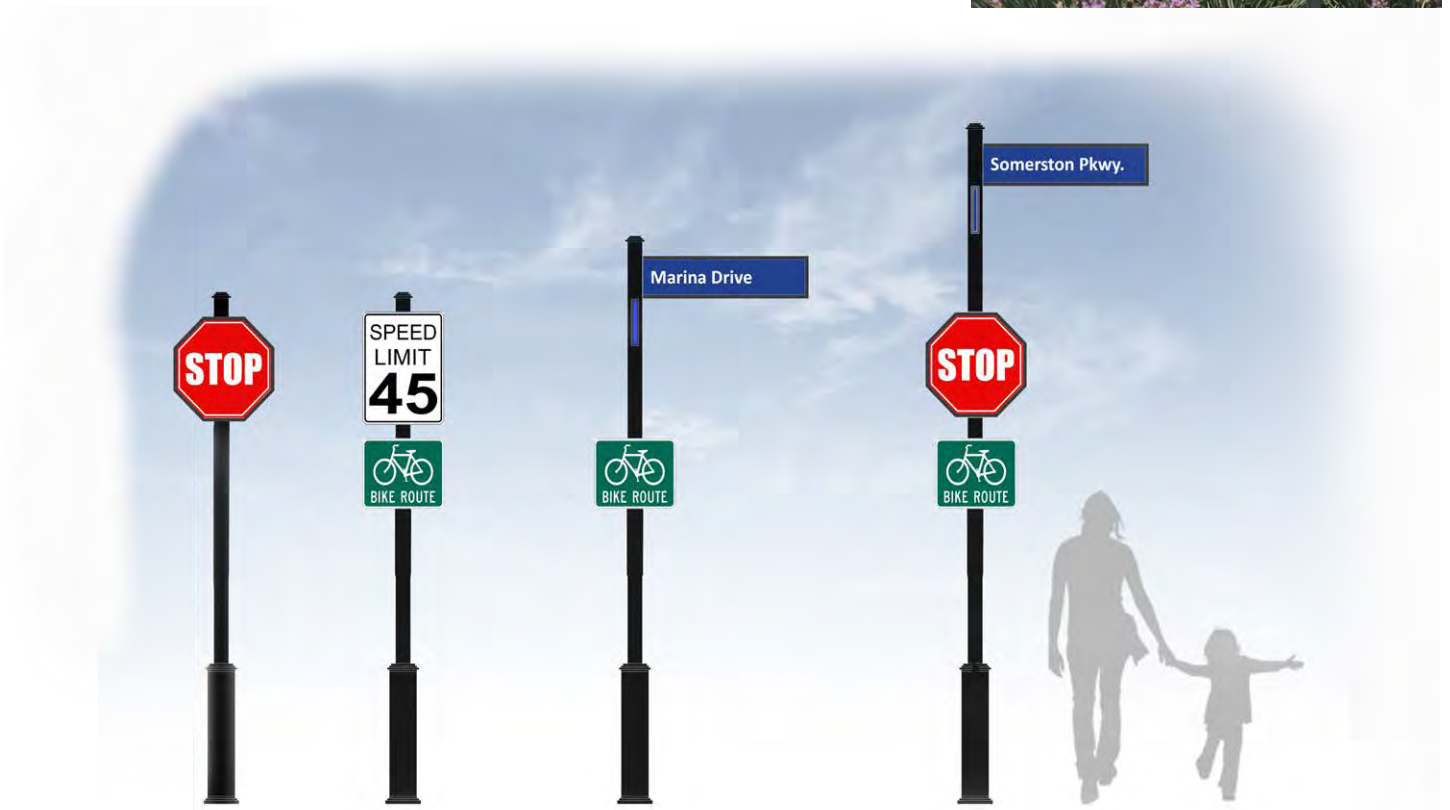 STOP
SPEED
LIMIT
45
BIKE ROUTE
Marina Drive
BIKE ROUTE
Somerston Pkwy.
STOP
BIKE ROUTE